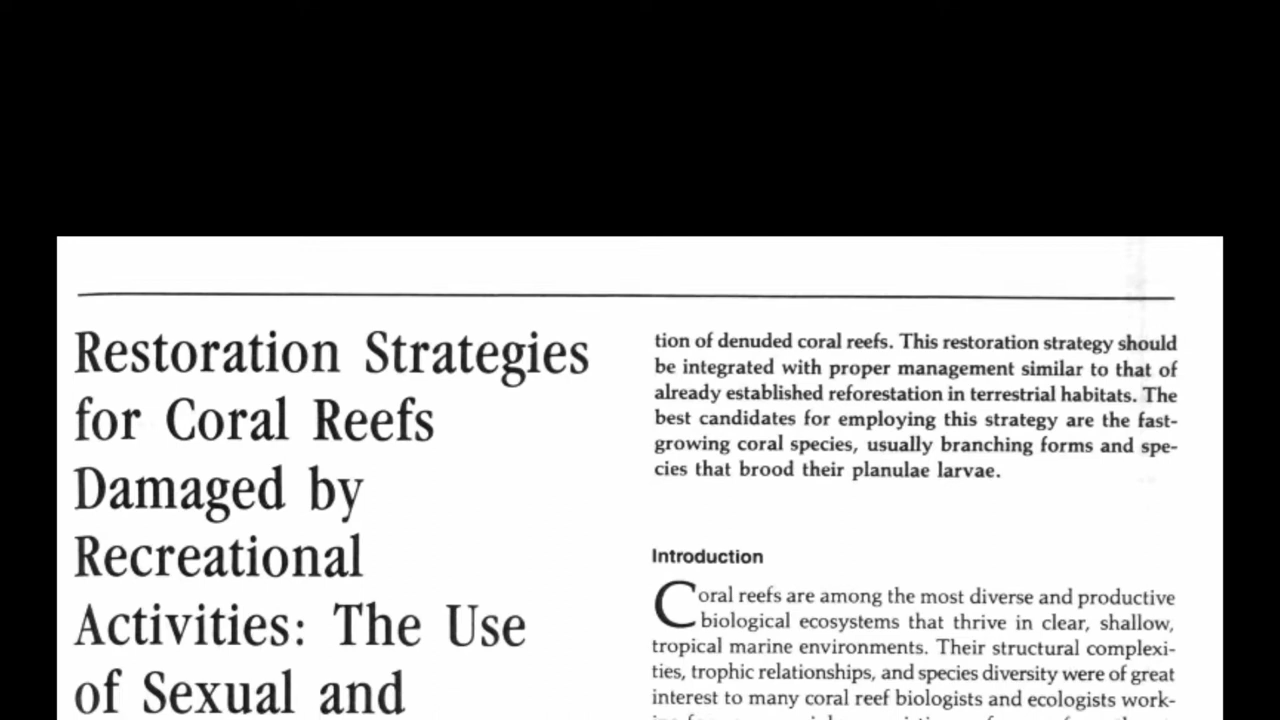 Restoration Strategies
for Coral Reefs
Damaged by
Recreational
Activities: The Use
of Sexual and
tion of denuded coral reefs. This restoration strategy should
be integrated with proper management similar to that of
already established reforestation in terrestrial habitats. The
best candidates for employing this strategy are the fast-
growing coral species, usually branching forms and spe-
cies that brood their planulae larvae.
Introduction
Coral reefs are among the most diverse and productive
biological ecosystems that thrive in clear, shallow,
tropical marine environments. Their structural complexi-
ties, trophic relationships, and species diversity were of great
interest to many coral reef biologists and ecologists work-